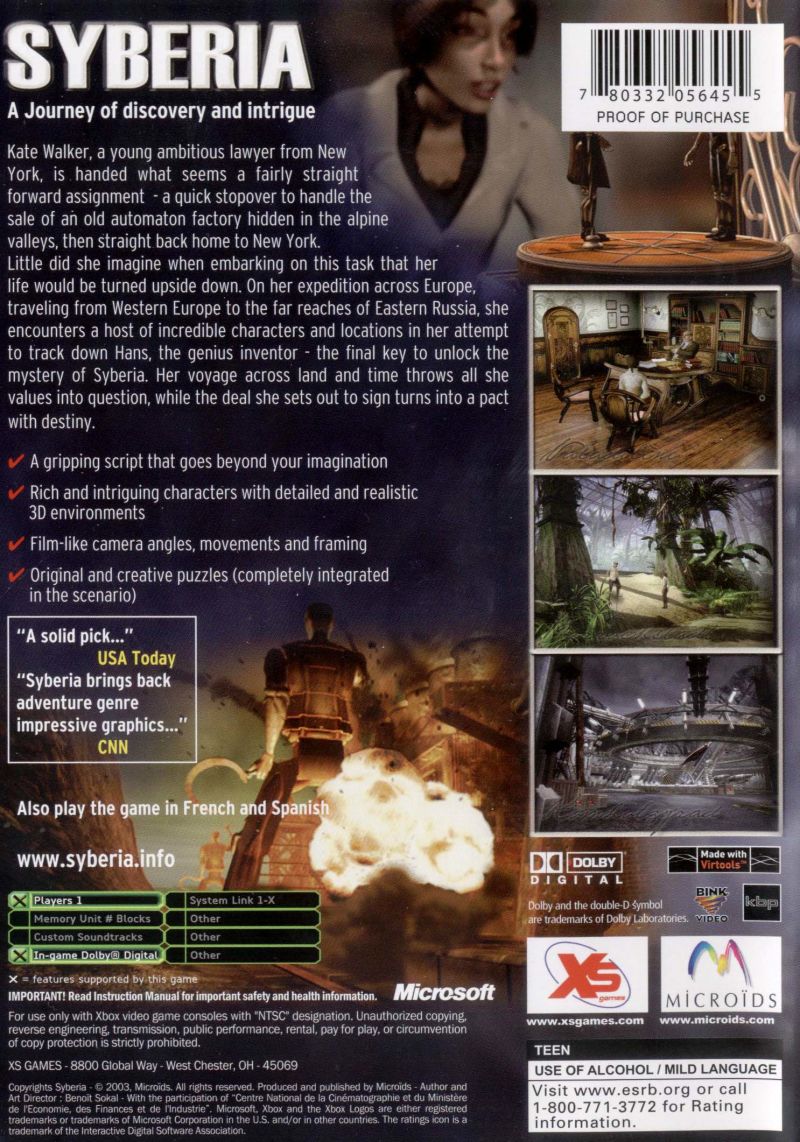 SYBERIA
A Journey of discovery and intrigue
7 80332 05645 5
PROOF OF PURCHASE
Kate Walker, a young ambitious lawyer from New
York, is handed what seems a fairly straight
forward assignment - a quick stopover to handle the
sale of an old automaton factory hidden in the alpine
valleys, then straight back home to New York.
Little did she imagine when embarking on this task that her
life would be turned upside down. On her expedition across Europe,
traveling from Western Europe to the far reaches of Eastern Russia, she
encounters a host of incredible characters and locations in her attempt
to track down Hans, the genius inventor - the final key to unlock the
mystery of Syberia. Her voyage across land and time throws all she
values into question, while the deal she sets out to sign turns into a pact
with destiny.
✔ A gripping script that goes beyond your imagination
✔ Rich and intriguing characters with detailed and realistic
3D environments
✔ Film-like camera angles, movements and framing
✔ Original and creative puzzles (completely integrated
in the scenario)
"A solid pick..."
USA Today
"Syberia brings back
adventure genre
impressive graphics..."
CNN
Also play the game in French and Spanish
www.syberia.info
X Players 1
System Link 1-X
Memory Unit # Blocks
Other
Custom Soundtracks
Other
X In-game Dolby® Digital
Other
X = features supported by this game
IMPORTANT! Read Instruction Manual for important safety and health information.
Microsoft
For use only with Xbox video game consoles with "NTSC" designation. Unauthorized copying,
reverse engineering, transmission, public performance, rental, pay for play, or circumvention
of copy protection is strictly prohibited.
XS GAMES - 8800 Global Way - West Chester, OH - 45069
Copyrights Syberia - © 2003, Microïds. All rights reserved. Produced and published by Microïds - Author and
Art Director : Benoît Sokal - With the participation of "Centre National de la Cinématographie et du Ministère
de l'Economie, des Finances et de l'Industrie". Microsoft, Xbox and the Xbox Logos are either registered
trademarks or trademarks of Microsoft Corporation in the U.S. and/or in other countries. The ratings icon is a
trademark of the Interactive Digital Software Association.
DOLBY
DIGITAL
Made with
Virtools™
Dolby and the double-D symbol
are trademarks of Dolby Laboratories.
BINK
VIDEO
kbp
XS
games
www.xsgames.com
MICROÏDS
www.microids.com
TEEN
USE OF ALCOHOL / MILD LANGUAGE
Visit www.esrb.org or call
1-800-771-3772 for Rating
information.